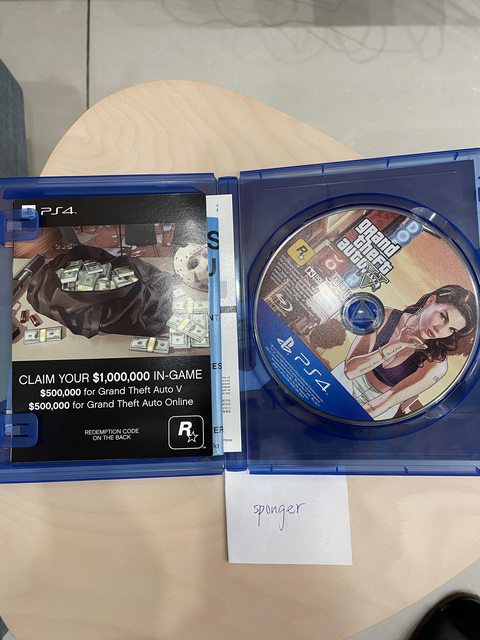 PS4
CLAIM YOUR $1,000,000 IN-GAME
$500,000 for Grand Theft Auto V
$500,000 for Grand Theft Auto Online
REDEMPTION CODE
ON THE BACK
R
S
grand
theft
auto
PS4
sponger